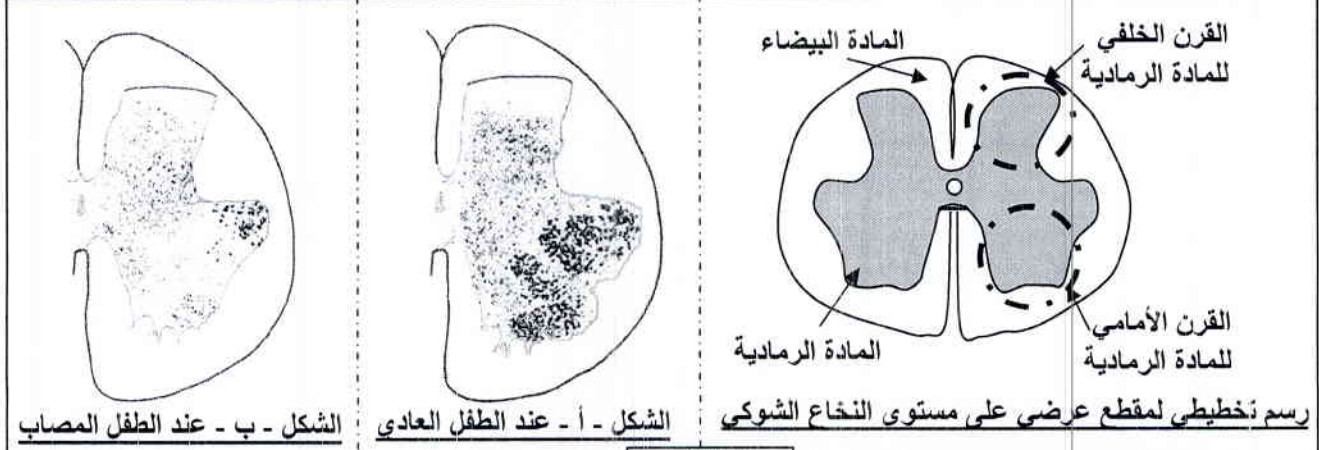 المادة البيضاء
القرن الخلفي
للمادة الرمادية
المادة الرمادية
القرن الأمامي
للمادة الرمادية
رسم تخطيطي لمقطع عرضي على مستوى النخاع الشوكي
الشكل - أ - عند الطفل العادي
الشكل - ب - عند الطفل المصاب